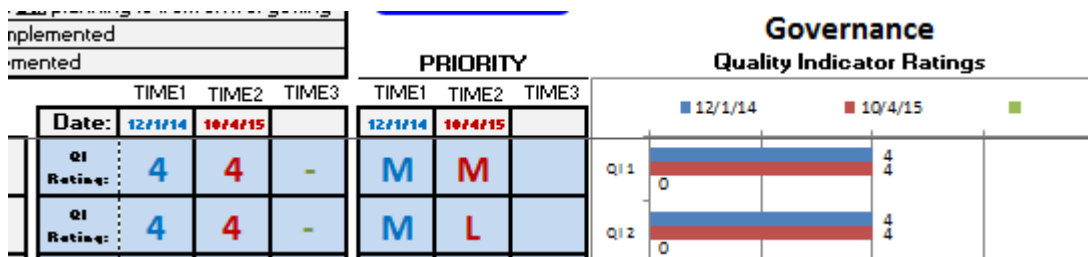 Governance
mplemented
mented
PRIORITY
Quality Indicator Ratings
TIME1 TIME2 TIME3 TIME1 TIME2 TIME3
12/1/14 10/4/15
Date: 12/1/14 10/4/15 12/1/14 10/4/15
QI Rating: 4 4 - M M
QI 1 4
4
0
QI Rating: 4 4 - M L
QI 2 4
4
0